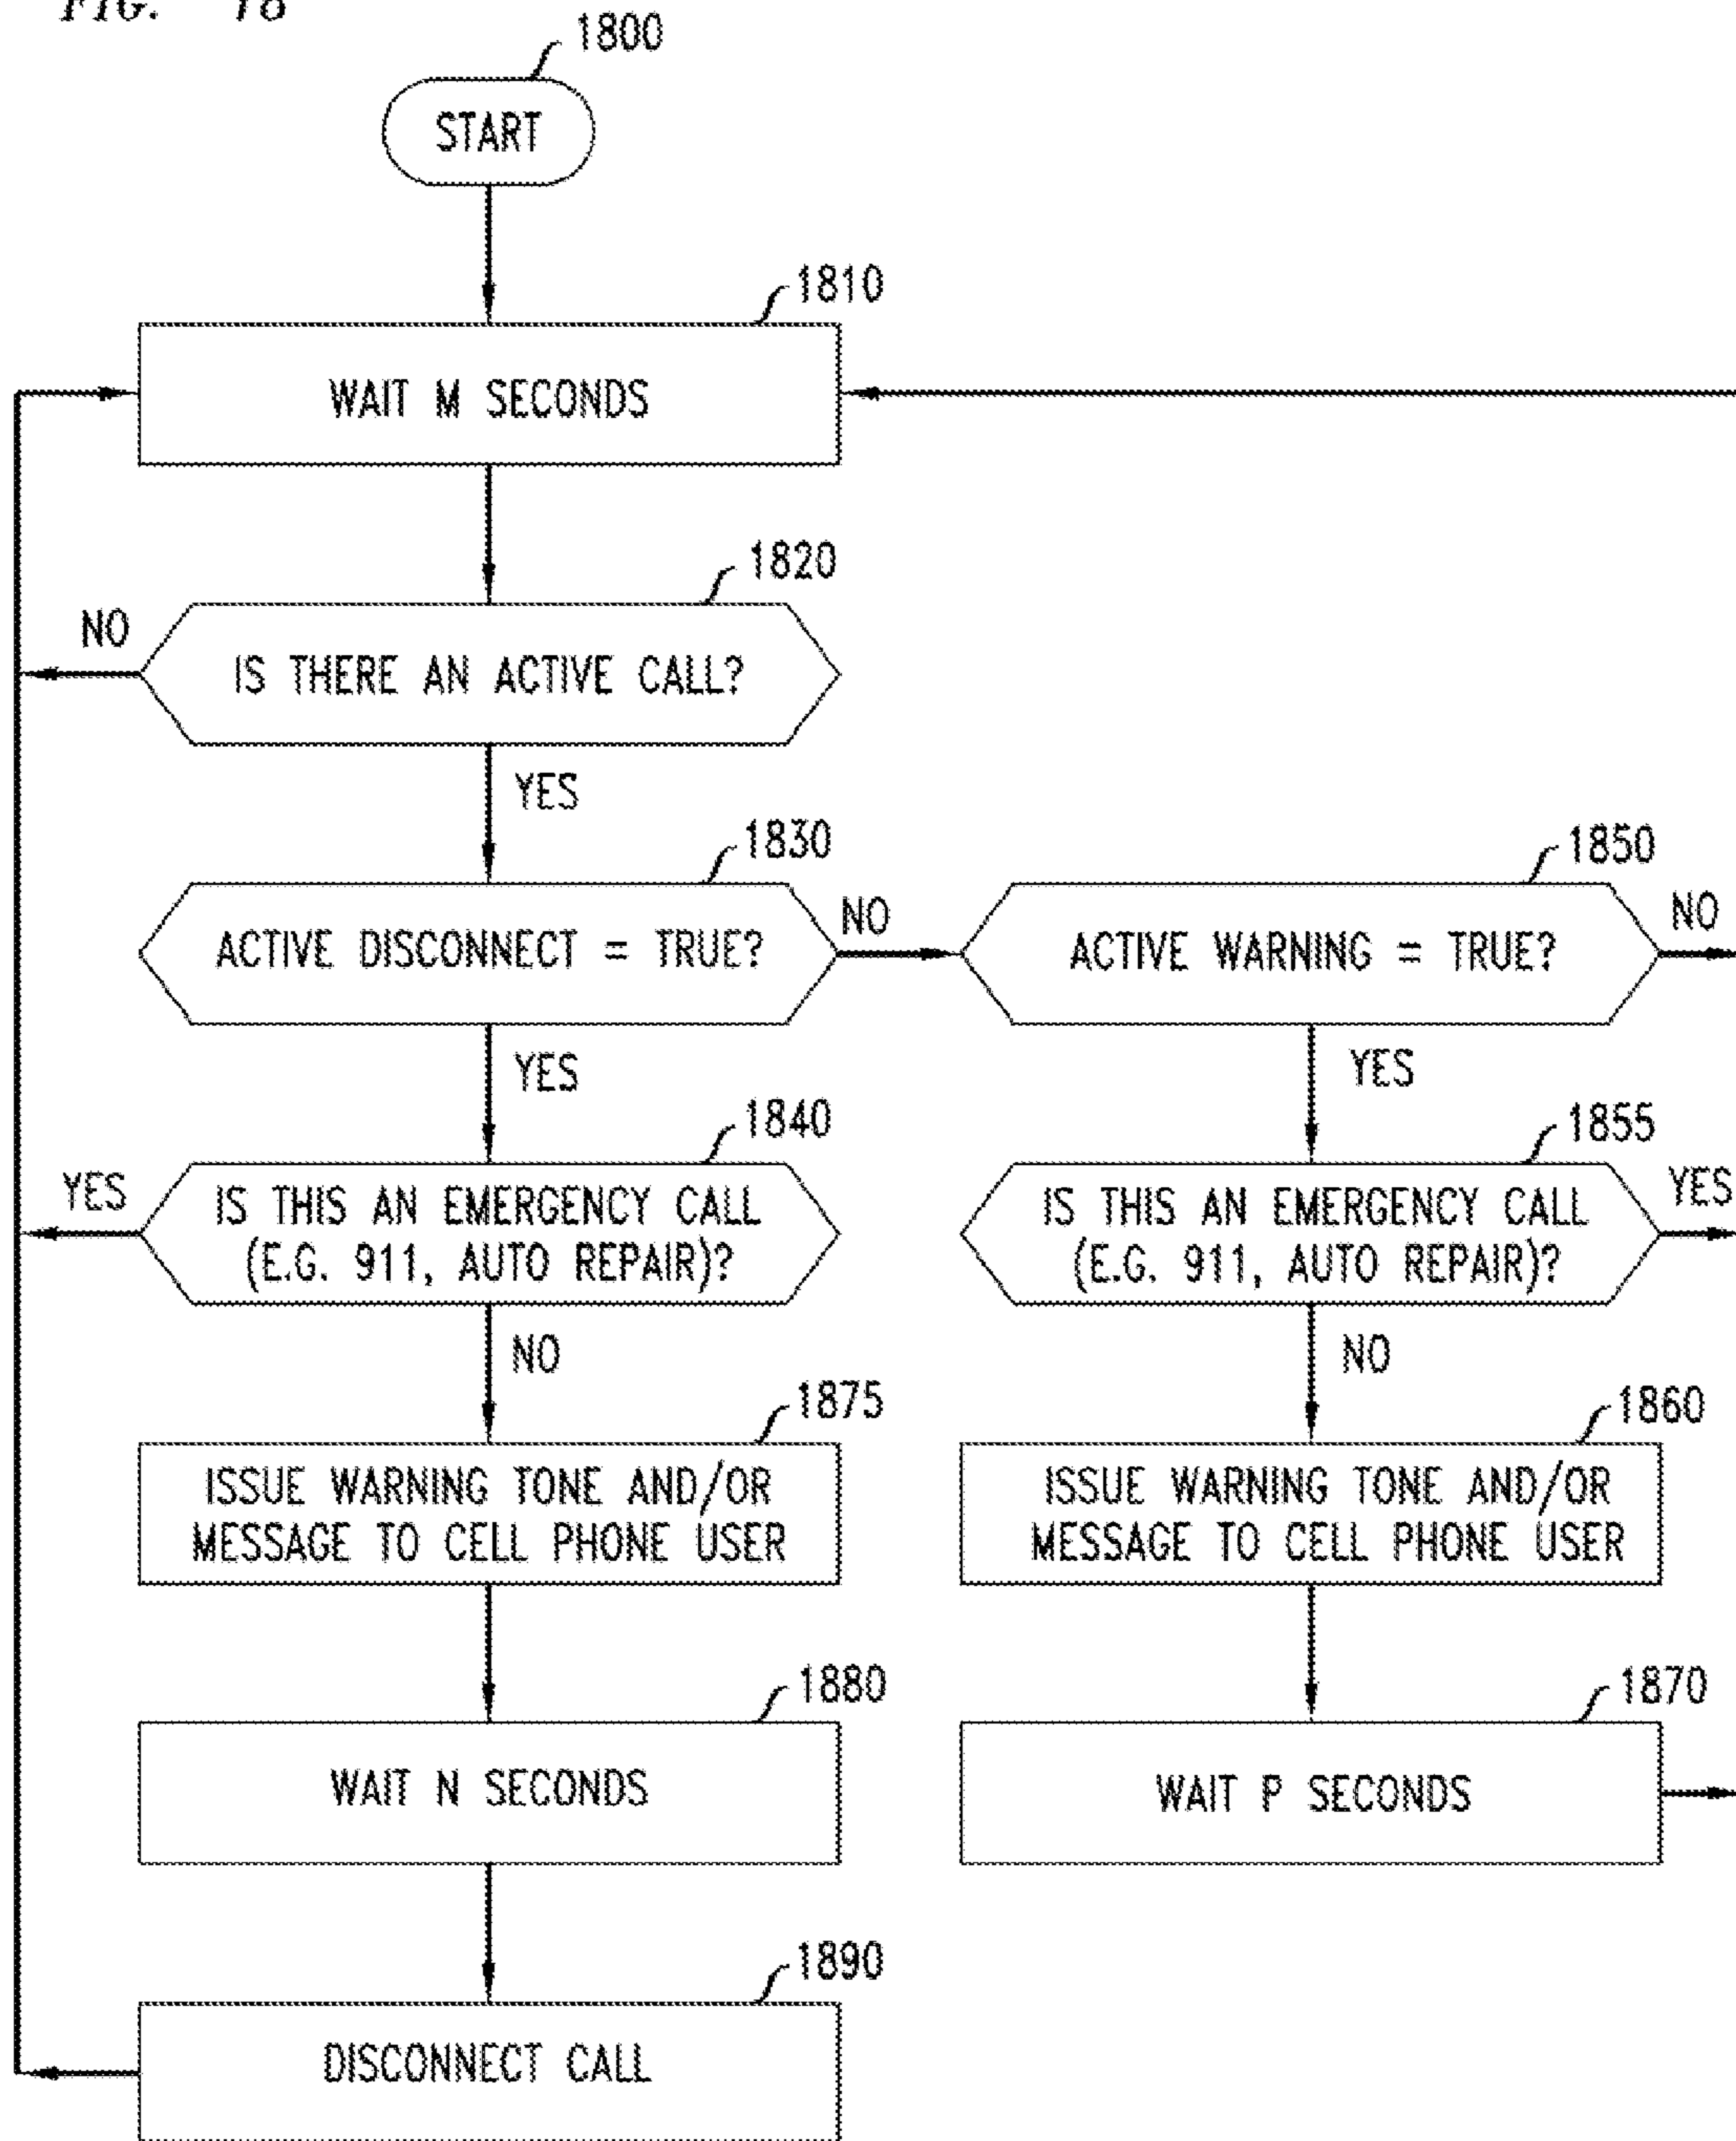 FIG. 18
1800
START
1810
WAIT M SECONDS
1820
NO
IS THERE AN ACTIVE CALL?
YES
1830
ACTIVE DISCONNECT = TRUE?
NO
1850
ACTIVE WARNING = TRUE?
NO
YES
YES
1840
YES
IS THIS AN EMERGENCY CALL
(E.G. 911, AUTO REPAIR)?
NO
1855
IS THIS AN EMERGENCY CALL
(E.G. 911, AUTO REPAIR)?
YES
NO
1875
ISSUE WARNING TONE AND/OR
MESSAGE TO CELL PHONE USER
1860
ISSUE WARNING TONE AND/OR
MESSAGE TO CELL PHONE USER
1880
WAIT N SECONDS
1870
WAIT P SECONDS
1890
DISCONNECT CALL